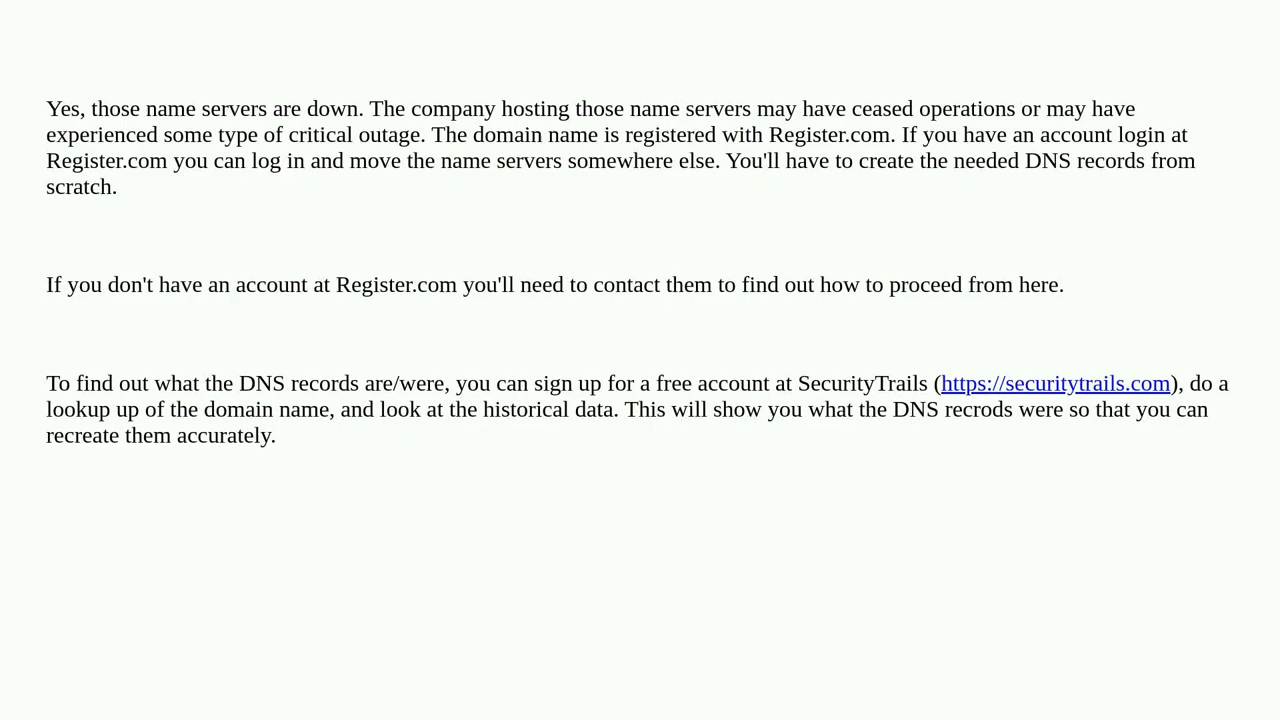 Yes, those name servers are down. The company hosting those name servers may have ceased operations or may have
experienced some type of critical outage. The domain name is registered with Register.com. If you have an account login at
Register.com you can log in and move the name servers somewhere else. You'll have to create the needed DNS records from
scratch.
If you don't have an account at Register.com you'll need to contact them to find out how to proceed from here.
To find out what the DNS records are/were, you can sign up for a free account at SecurityTrails (https://securitytrails.com), do a
lookup up of the domain name, and look at the historical data. This will show you what the DNS recrods were so that you can
recreate them accurately.